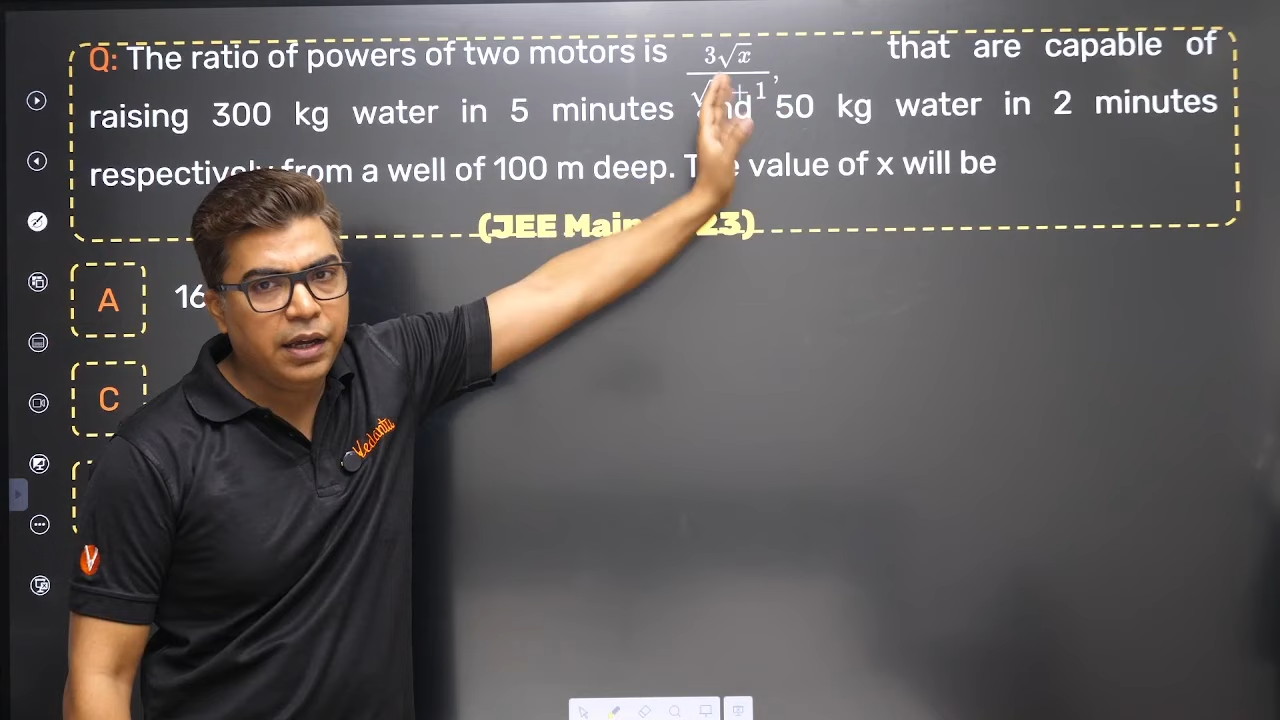 Q: The ratio of powers of two motors is 3√x / √ + 1, that are capable of
raising 300 kg water in 5 minutes and 50 kg water in 2 minutes
respectively from a well of 100 m deep. The value of x will be
(JEE Main 23)
A 16
C
Vedantu
V